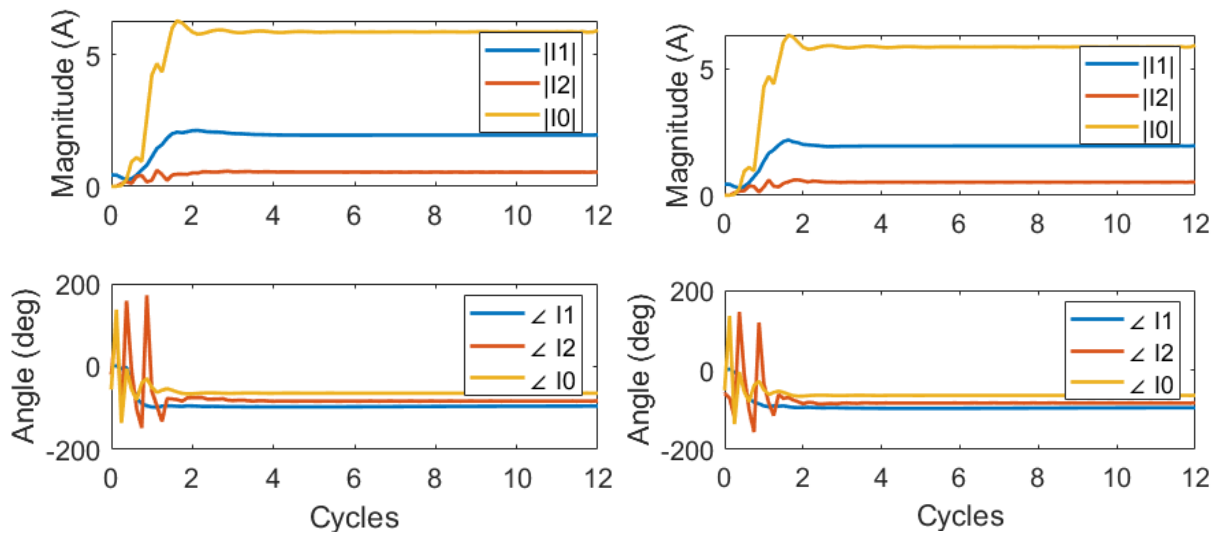 Magnitude (A)
5
0
|I1|
|I2|
|I0|
0 2 4 6 8 10 12
Magnitude (A)
5
0
|I1|
|I2|
|I0|
0 2 4 6 8 10 12
Angle (deg)
200
0
-200
∠ I1
∠ I2
∠ I0
0 2 4 6 8 10 12
Cycles
Angle (deg)
200
0
-200
∠ I1
∠ I2
∠ I0
0 2 4 6 8 10 12
Cycles